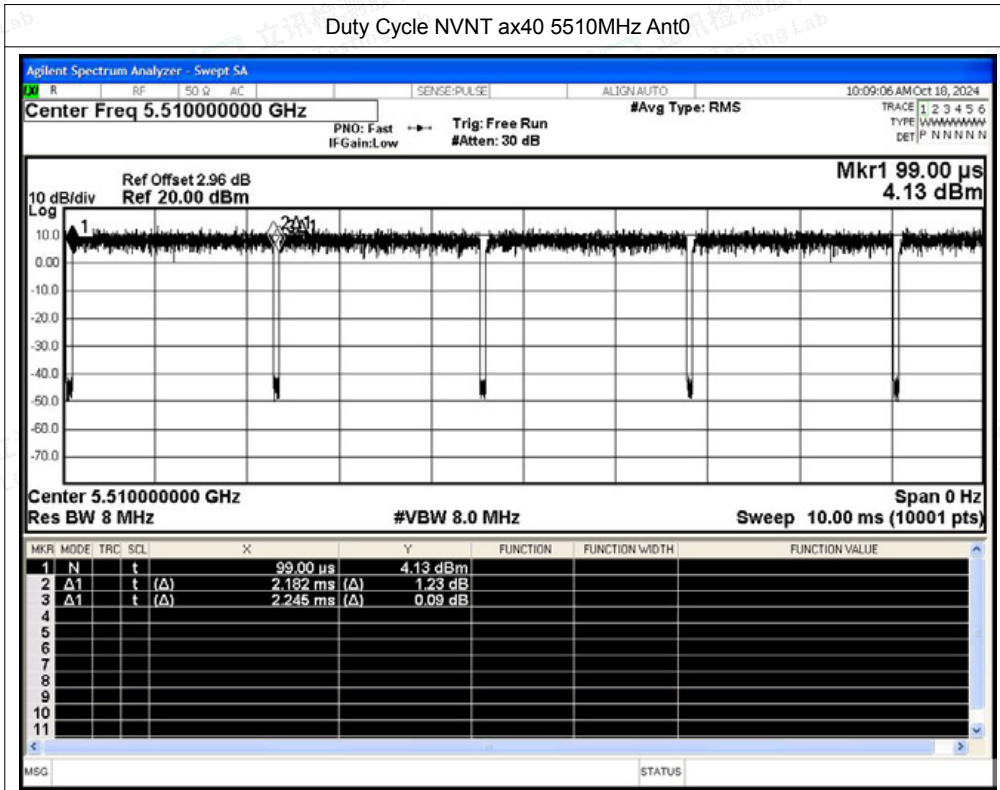 Duty Cycle NVNT ax40 5510MHz Ant0
Agilent Spectrum Analyzer - Swept SA
R RF 50 Ω AC SENSE:PULSE ALIGN AUTO 10:09:06 AM Oct 18, 2024
Center Freq 5.510000000 GHz #Avg Type: RMS TRACE 1 2 3 4 5 6
PNO: Fast Trig: Free Run TYPE WWWWWW
IFGain:Low #Atten: 30 dB DET P N N N N N
Mkr1 99.00 µs
Ref Offset 2.96 dB
10 dB/div Ref 20.00 dBm 4.13 dBm
Log
1 2Δ1
10.0
0.00
-10.0
-20.0
-30.0
-40.0
-50.0
-60.0
-70.0
Center 5.510000000 GHz Span 0 Hz
Res BW 8 MHz #VBW 8.0 MHz Sweep 10.00 ms (10001 pts)
MKR MODE TRC SCL X Y FUNCTION FUNCTION WIDTH FUNCTION VALUE
1 N t 99.00 µs 4.13 dBm
2 Δ1 t (Δ) 2.182 ms (Δ) 1.23 dB
3 Δ1 t (Δ) 2.245 ms (Δ) 0.09 dB
4
5
6
7
8
9
10
11
MSG STATUS